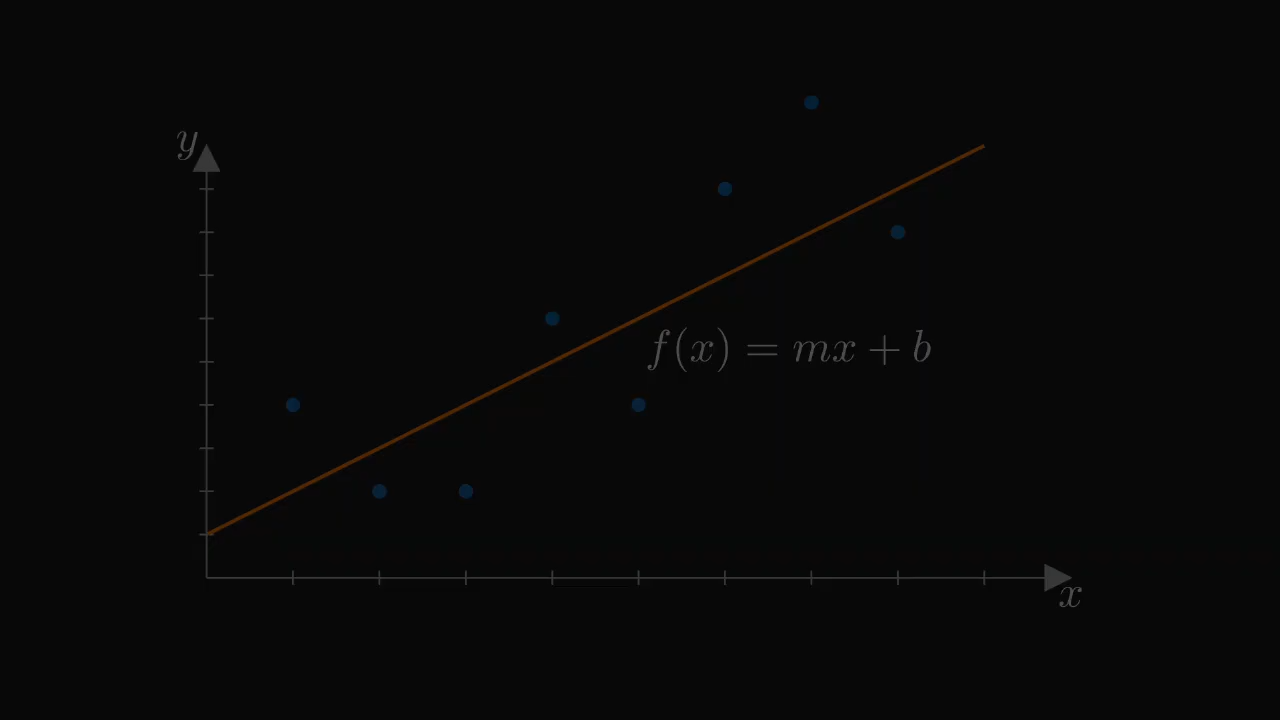 y
f(x) = mx + b
x